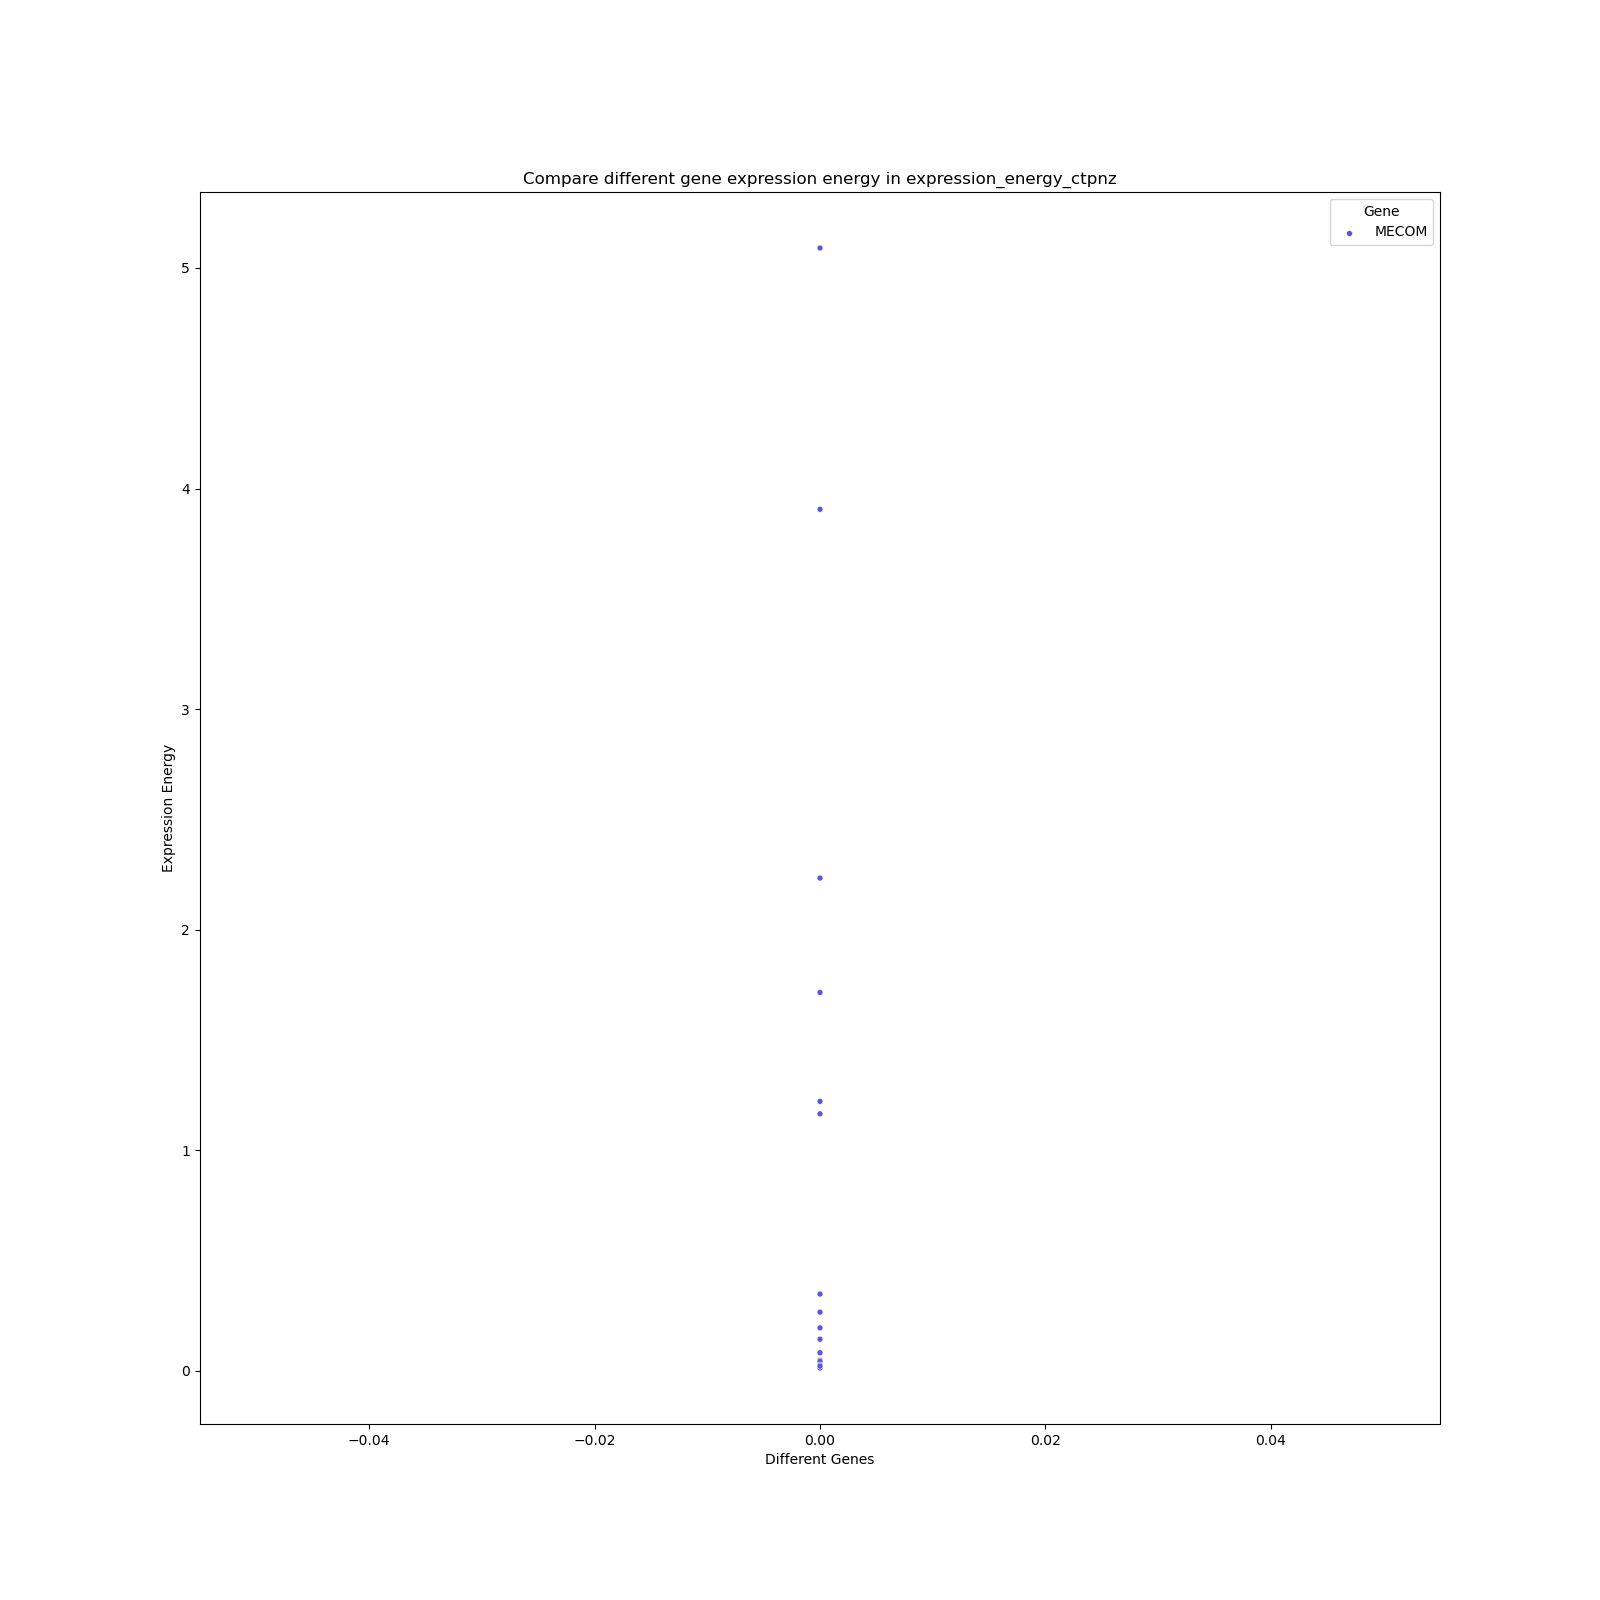 Compare different gene expression energy in expression_energy_ctpnz
Gene
MECOM
5
4
3
2
1
0
Expression Energy
−0.04 −0.02 0.00 0.02 0.04
Different Genes